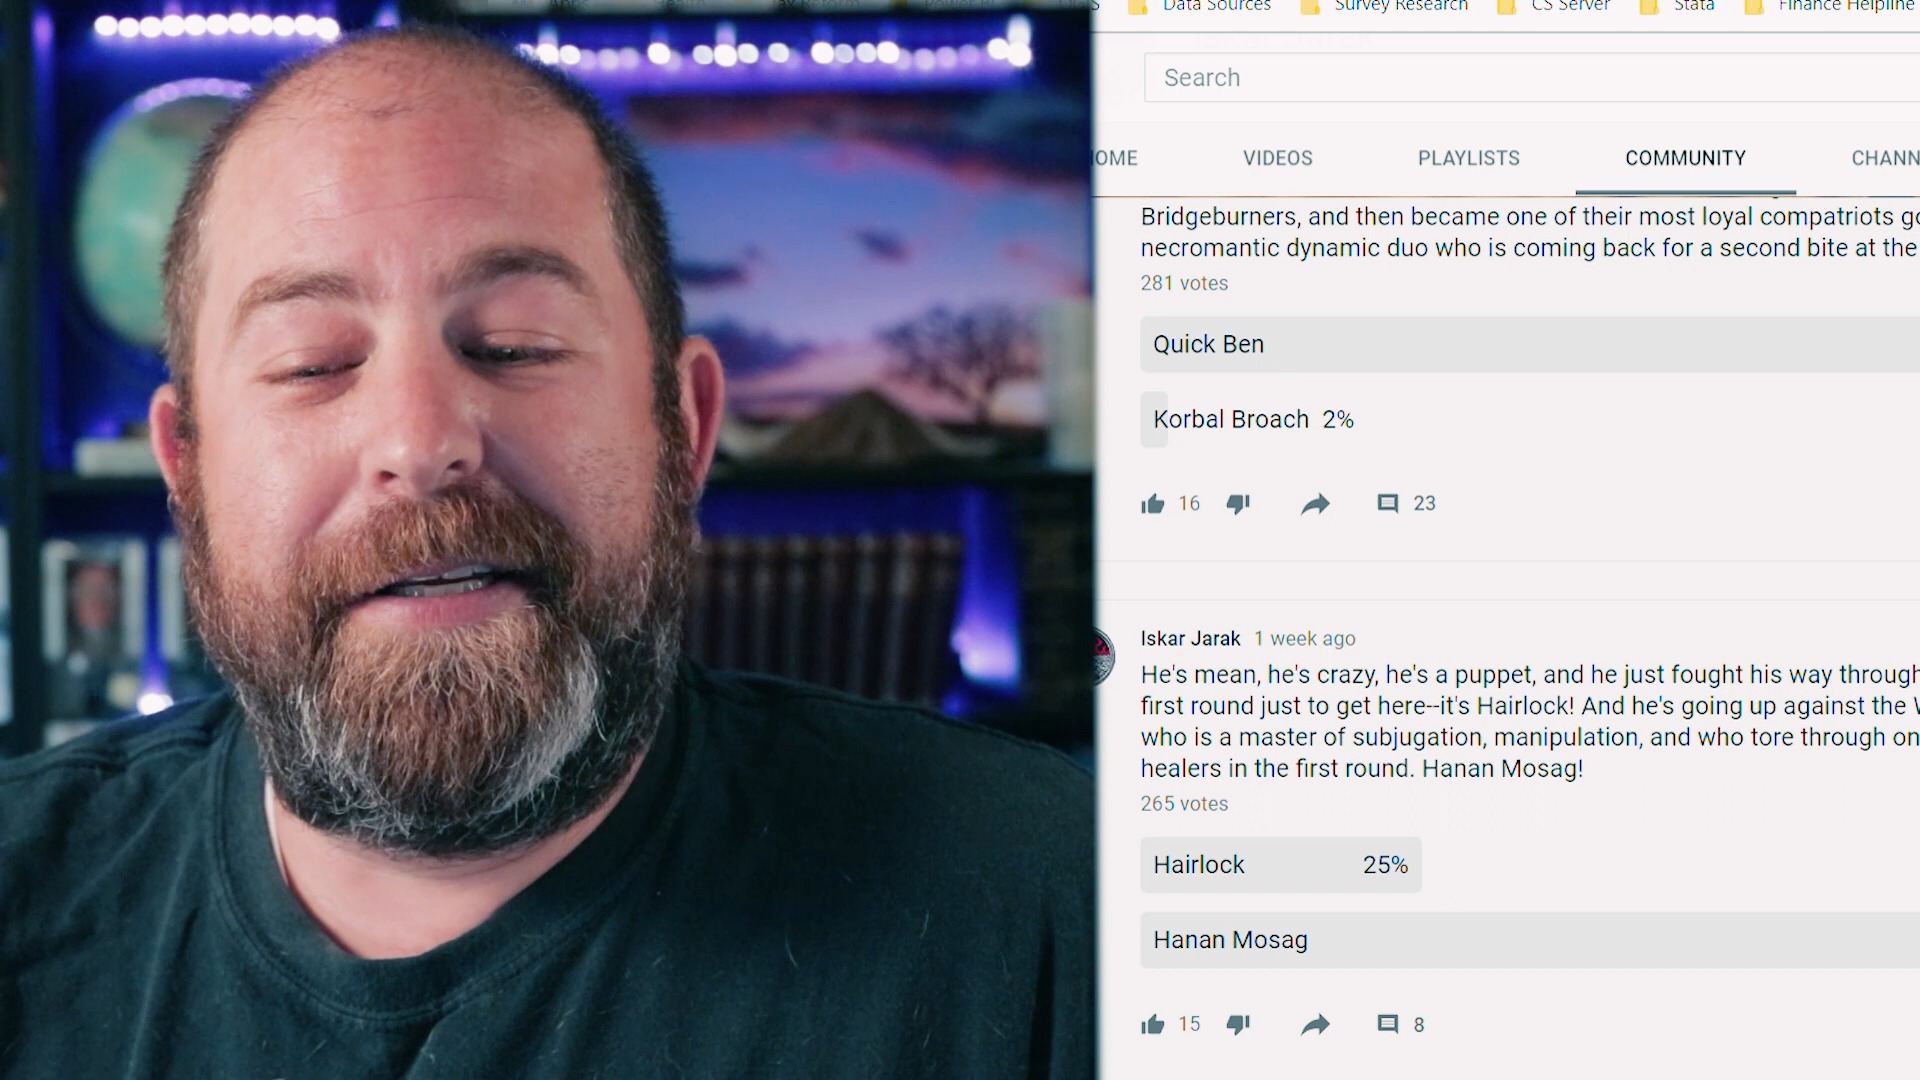 Data Sources
Survey Research
CS Server
Stata
Finance Helpline
Search
OME
VIDEOS
PLAYLISTS
COMMUNITY
CHANN
Bridgeburners, and then became one of their most loyal compatriots go
necromantic dynamic duo who is coming back for a second bite at the
281 votes
Quick Ben
Korbal Broach 2%
16
23
Iskar Jarak 1 week ago
He's mean, he's crazy, he's a puppet, and he just fought his way through
first round just to get here--it's Hairlock! And he's going up against the W
who is a master of subjugation, manipulation, and who tore through on
healers in the first round. Hanan Mosag!
265 votes
Hairlock 25%
Hanan Mosag
15
8